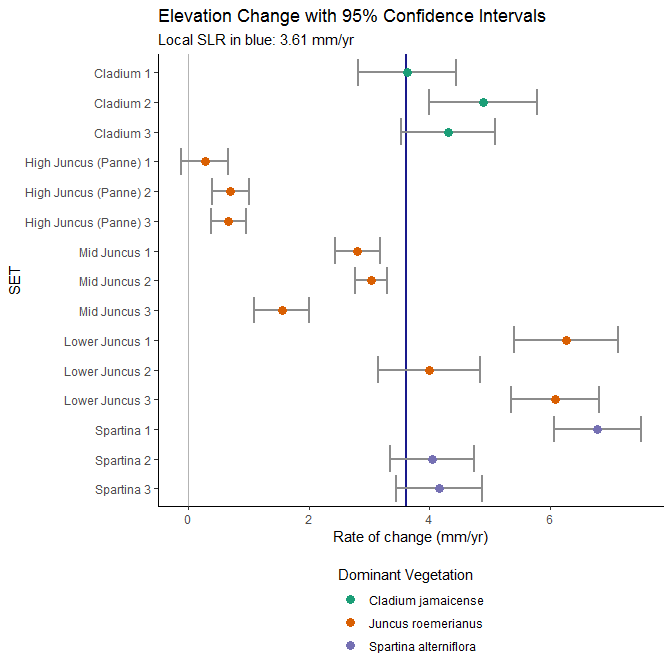 Elevation Change with 95% Confidence Intervals
Local SLR in blue: 3.61 mm/yr
SET
Cladium 1
Cladium 2
Cladium 3
High Juncus (Panne) 1
High Juncus (Panne) 2
High Juncus (Panne) 3
Mid Juncus 1
Mid Juncus 2
Mid Juncus 3
Lower Juncus 1
Lower Juncus 2
Lower Juncus 3
Spartina 1
Spartina 2
Spartina 3
0 2 4 6
Rate of change (mm/yr)
Dominant Vegetation
Cladium jamaicense
Juncus roemerianus
Spartina alterniflora